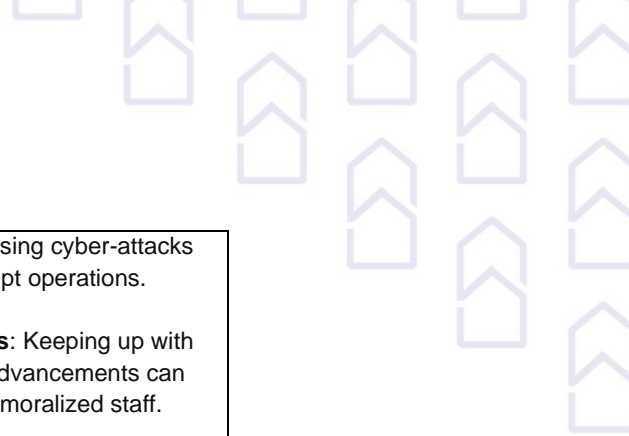 sing cyber-attacks
pt operations.
s: Keeping up with
dvancements can
moralized staff.